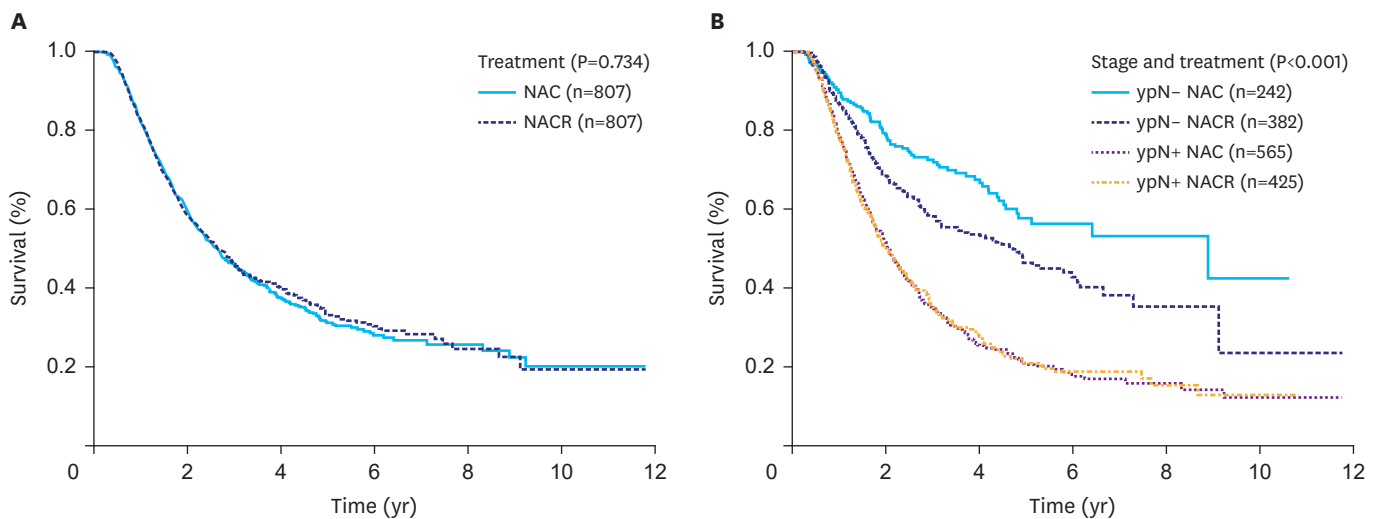 A
1.0
0.8
0.6
0.4
0.2
0
2
4
6
8
10
12
Survival (%)
Time (yr)
Treatment (P=0.734)
NAC (n=807)
NACR (n=807)
B
1.0
0.8
0.6
0.4
0.2
0
2
4
6
8
10
12
Survival (%)
Time (yr)
Stage and treatment (P<0.001)
ypN− NAC (n=242)
ypN− NACR (n=382)
ypN+ NAC (n=565)
ypN+ NACR (n=425)